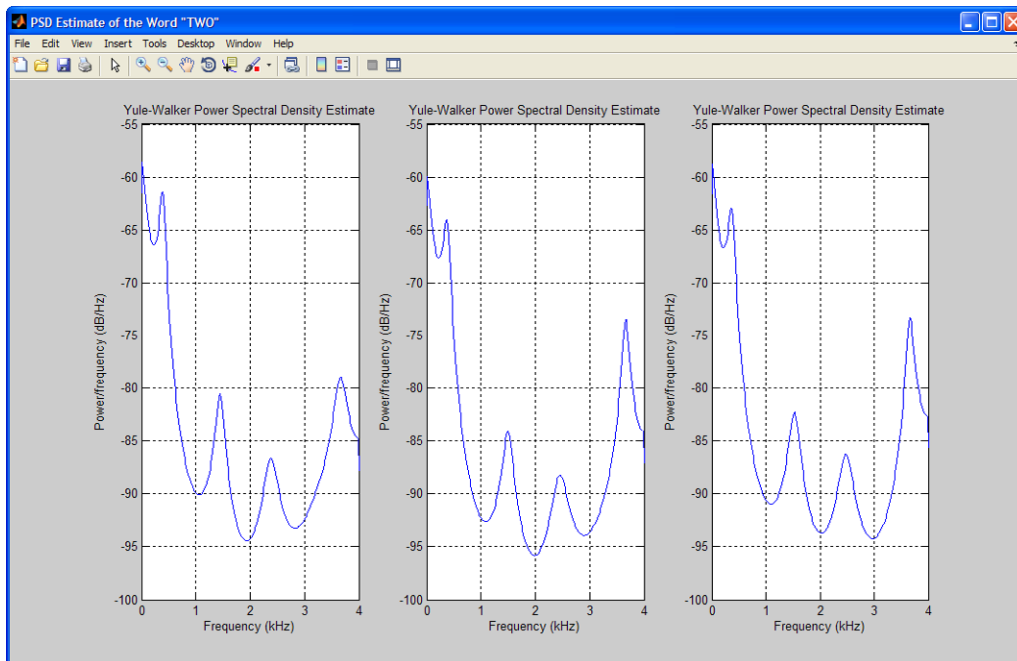 PSD Estimate of the Word "TWO"
File Edit View Insert Tools Desktop Window Help
Yule-Walker Power Spectral Density Estimate
Power/frequency (dB/Hz)
-55
-60
-65
-70
-75
-80
-85
-90
-95
-100
0 1 2 3 4
Frequency (kHz)
Yule-Walker Power Spectral Density Estimate
Power/frequency (dB/Hz)
-55
-60
-65
-70
-75
-80
-85
-90
-95
-100
0 1 2 3 4
Frequency (kHz)
Yule-Walker Power Spectral Density Estimate
Power/frequency (dB/Hz)
-55
-60
-65
-70
-75
-80
-85
-90
-95
-100
0 1 2 3 4
Frequency (kHz)